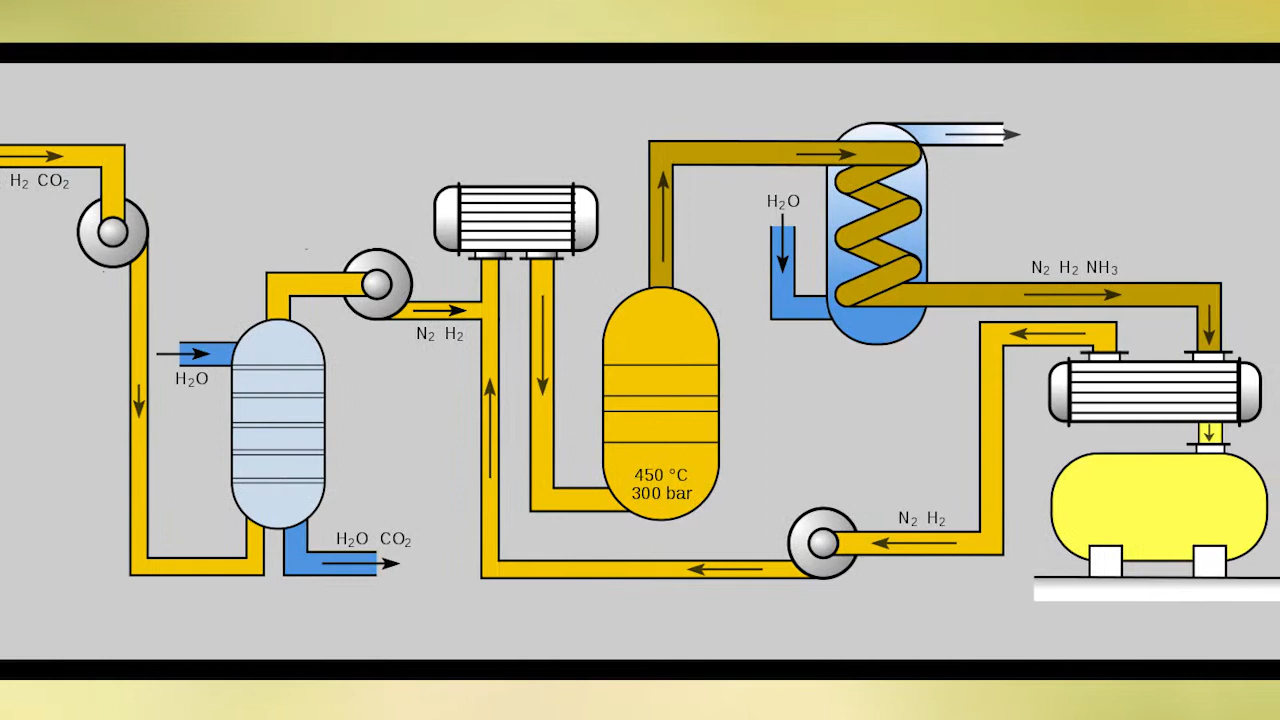 H2 CO2
H2O
N2 H2
H2O
H2O CO2
450 °C
300 bar
N2 H2 NH3
N2 H2